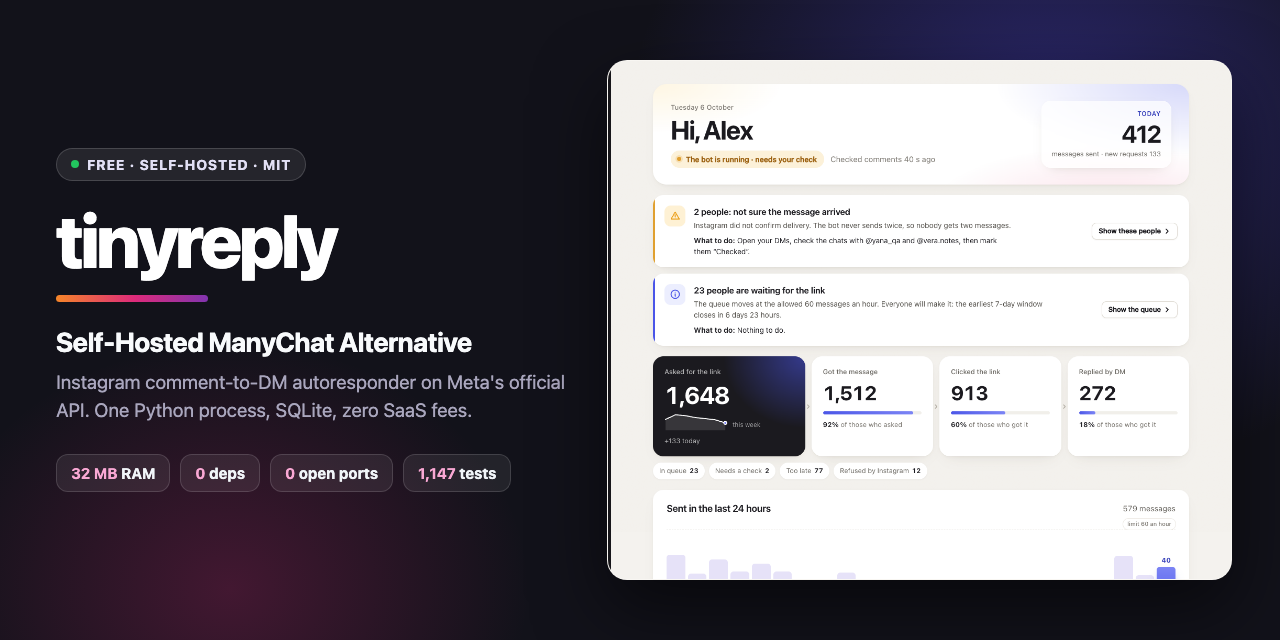 FREE · SELF-HOSTED · MIT
tinyreply
Self-Hosted ManyChat Alternative
Instagram comment-to-DM autoresponder on Meta's official
API. One Python process, SQLite, zero SaaS fees.
32 MB RAM
0 deps
0 open ports
1,147 tests
Tuesday 6 October
Hi, Alex
The bot is running · needs your check
Checked comments 40 s ago
TODAY
412
messages sent · new requests 133
2 people: not sure the message arrived
Instagram did not confirm delivery. The bot never sends twice, so nobody gets two messages.
What to do: Open your DMs, check the chats with @yana_qa and @vera.notes, then mark
them "Checked".
Show these people
23 people are waiting for the link
The queue moves at the allowed 60 messages an hour. Everyone will make it: the earliest 7-day window
closes in 6 days 23 hours.
What to do: Nothing to do.
Show the queue
Asked for the link
1,648
this week
+133 today
Got the message
1,512
92% of those who asked
Clicked the link
913
60% of those who got it
Replied by DM
272
18% of those who got it
In queue 23
Needs a check 2
Too late 77
Refused by Instagram 12
Sent in the last 24 hours
579 messages
limit 60 an hour
40